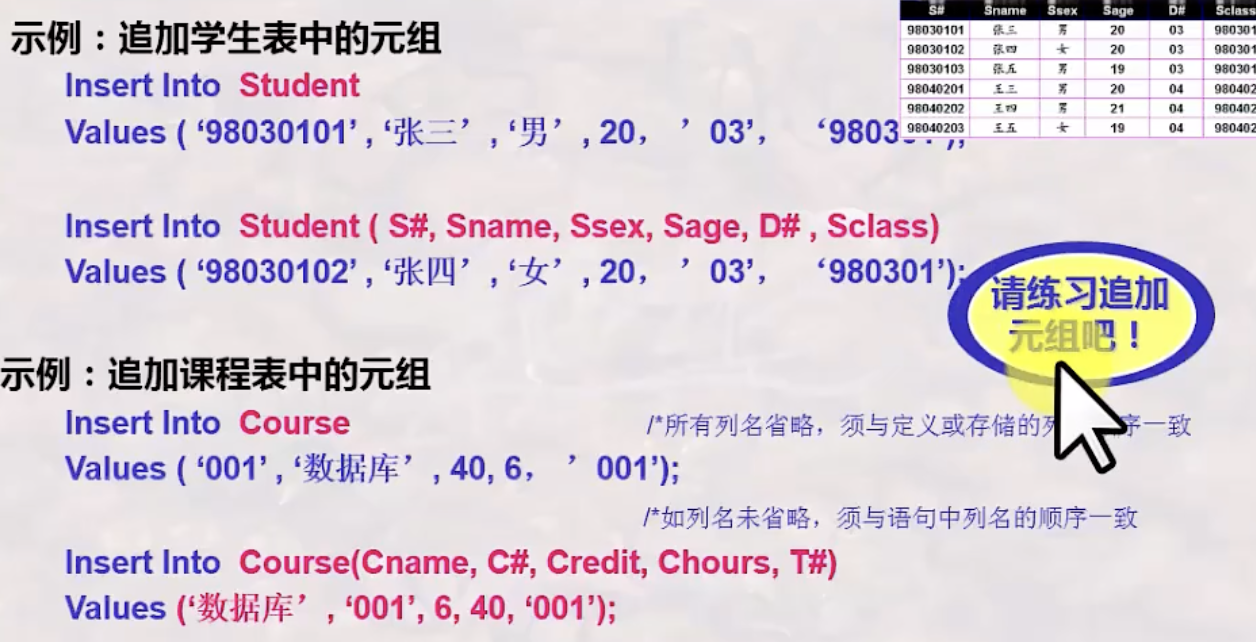 S# Sname Ssex Sage D# Sclass
98030101 张三 男 20 03 980301
98030102 张四 女 20 03 980301
98030103 张五 男 19 03 980301
98040201 王三 男 20 04 980402
98040202 王四 男 21 04 980402
98040203 王五 女 19 04 980402
示例：追加学生表中的元组
Insert Into Student
Values ( ‘98030101’ , ‘张三’ , ‘男’ , 20， ’ 03’， ‘980301’);
Insert Into Student ( S#, Sname, Ssex, Sage, D# , Sclass)
Values ( ‘98030102’ , ‘张四’ , ‘女’ , 20， ’ 03’， ‘980301’);
请练习追加
元组吧！
示例：追加课程表中的元组
Insert Into Course
/*所有列名省略，须与定义或存储的列 序一致
Values ( ‘001’ , ‘数据库’ , 40, 6， ’ 001’);
/*如列名未省略，须与语句中列名的顺序一致
Insert Into Course(Cname, C#, Credit, Chours, T#)
Values (‘数据库’ , ‘001’, 6, 40, ‘001’);